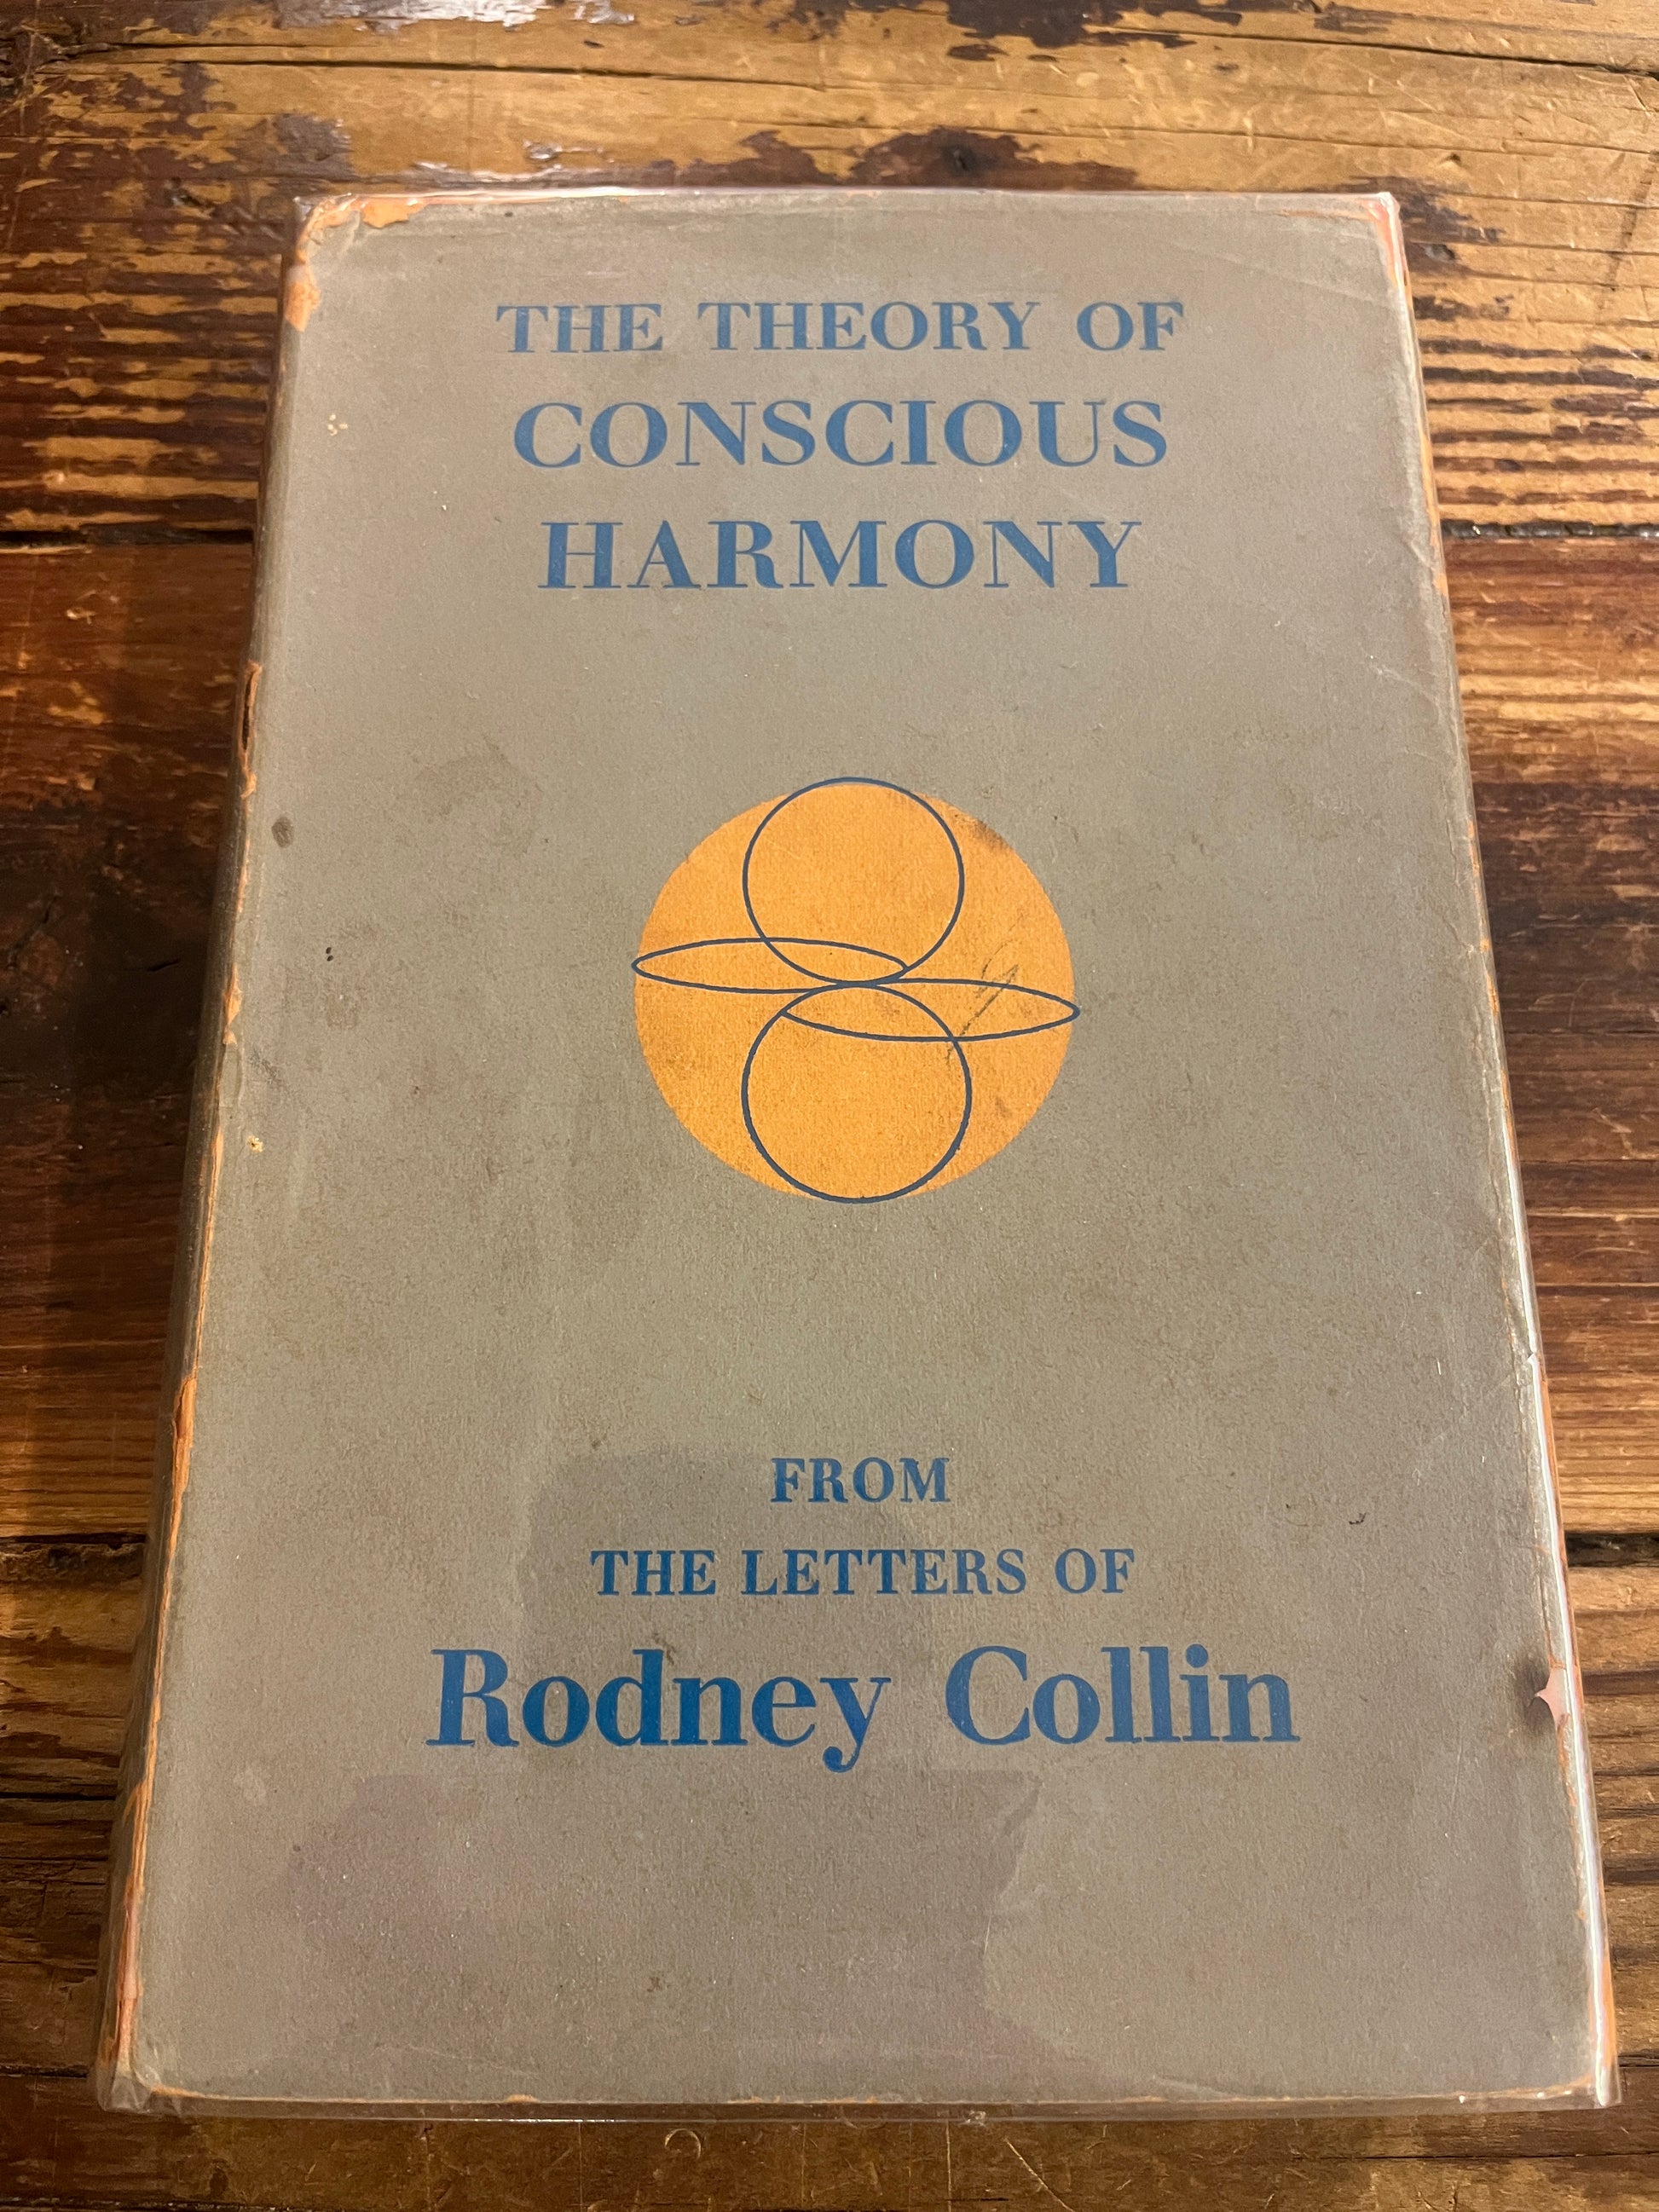 THE THEORY OF
CONSCIOUS
HARMONY
FROM
THE LETTERS OF
Rodney Collin